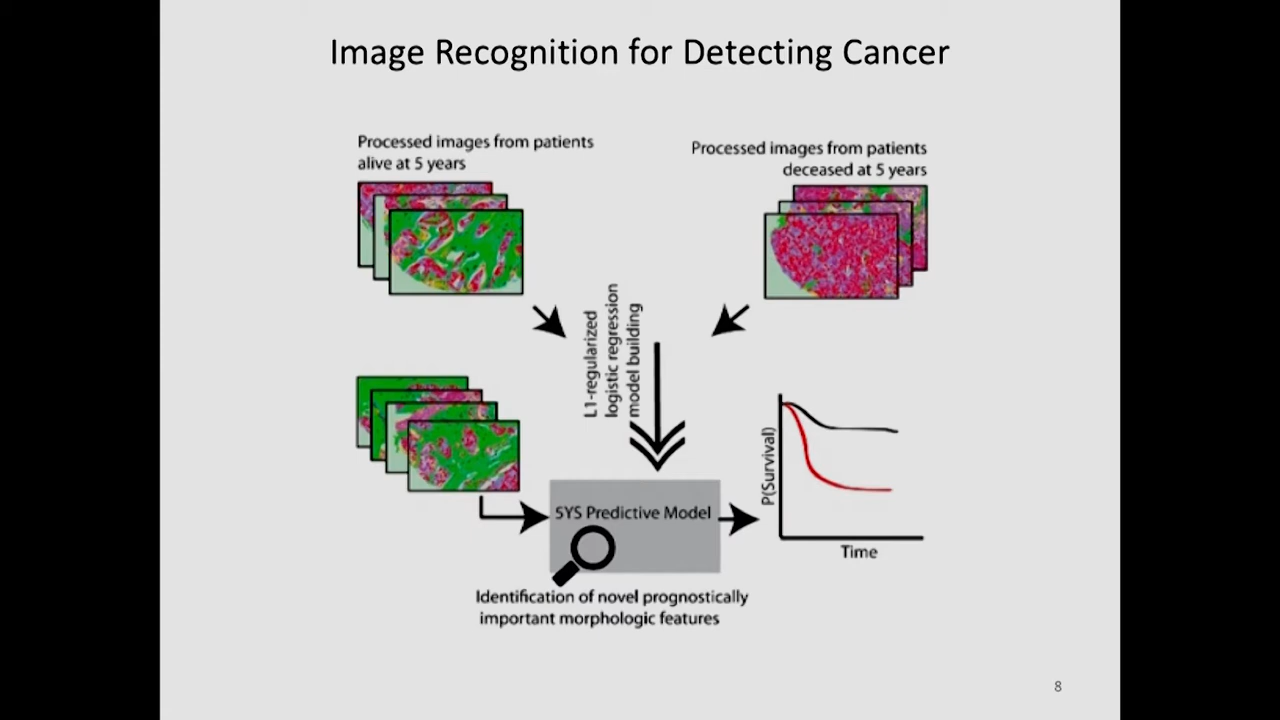 Image Recognition for Detecting Cancer
Processed images from patients
alive at 5 years
Processed images from patients
deceased at 5 years
L1-regularized
logistic regression
model building
5YS Predictive Model
P(Survival)
Time
Identification of novel prognostically
important morphologic features
8